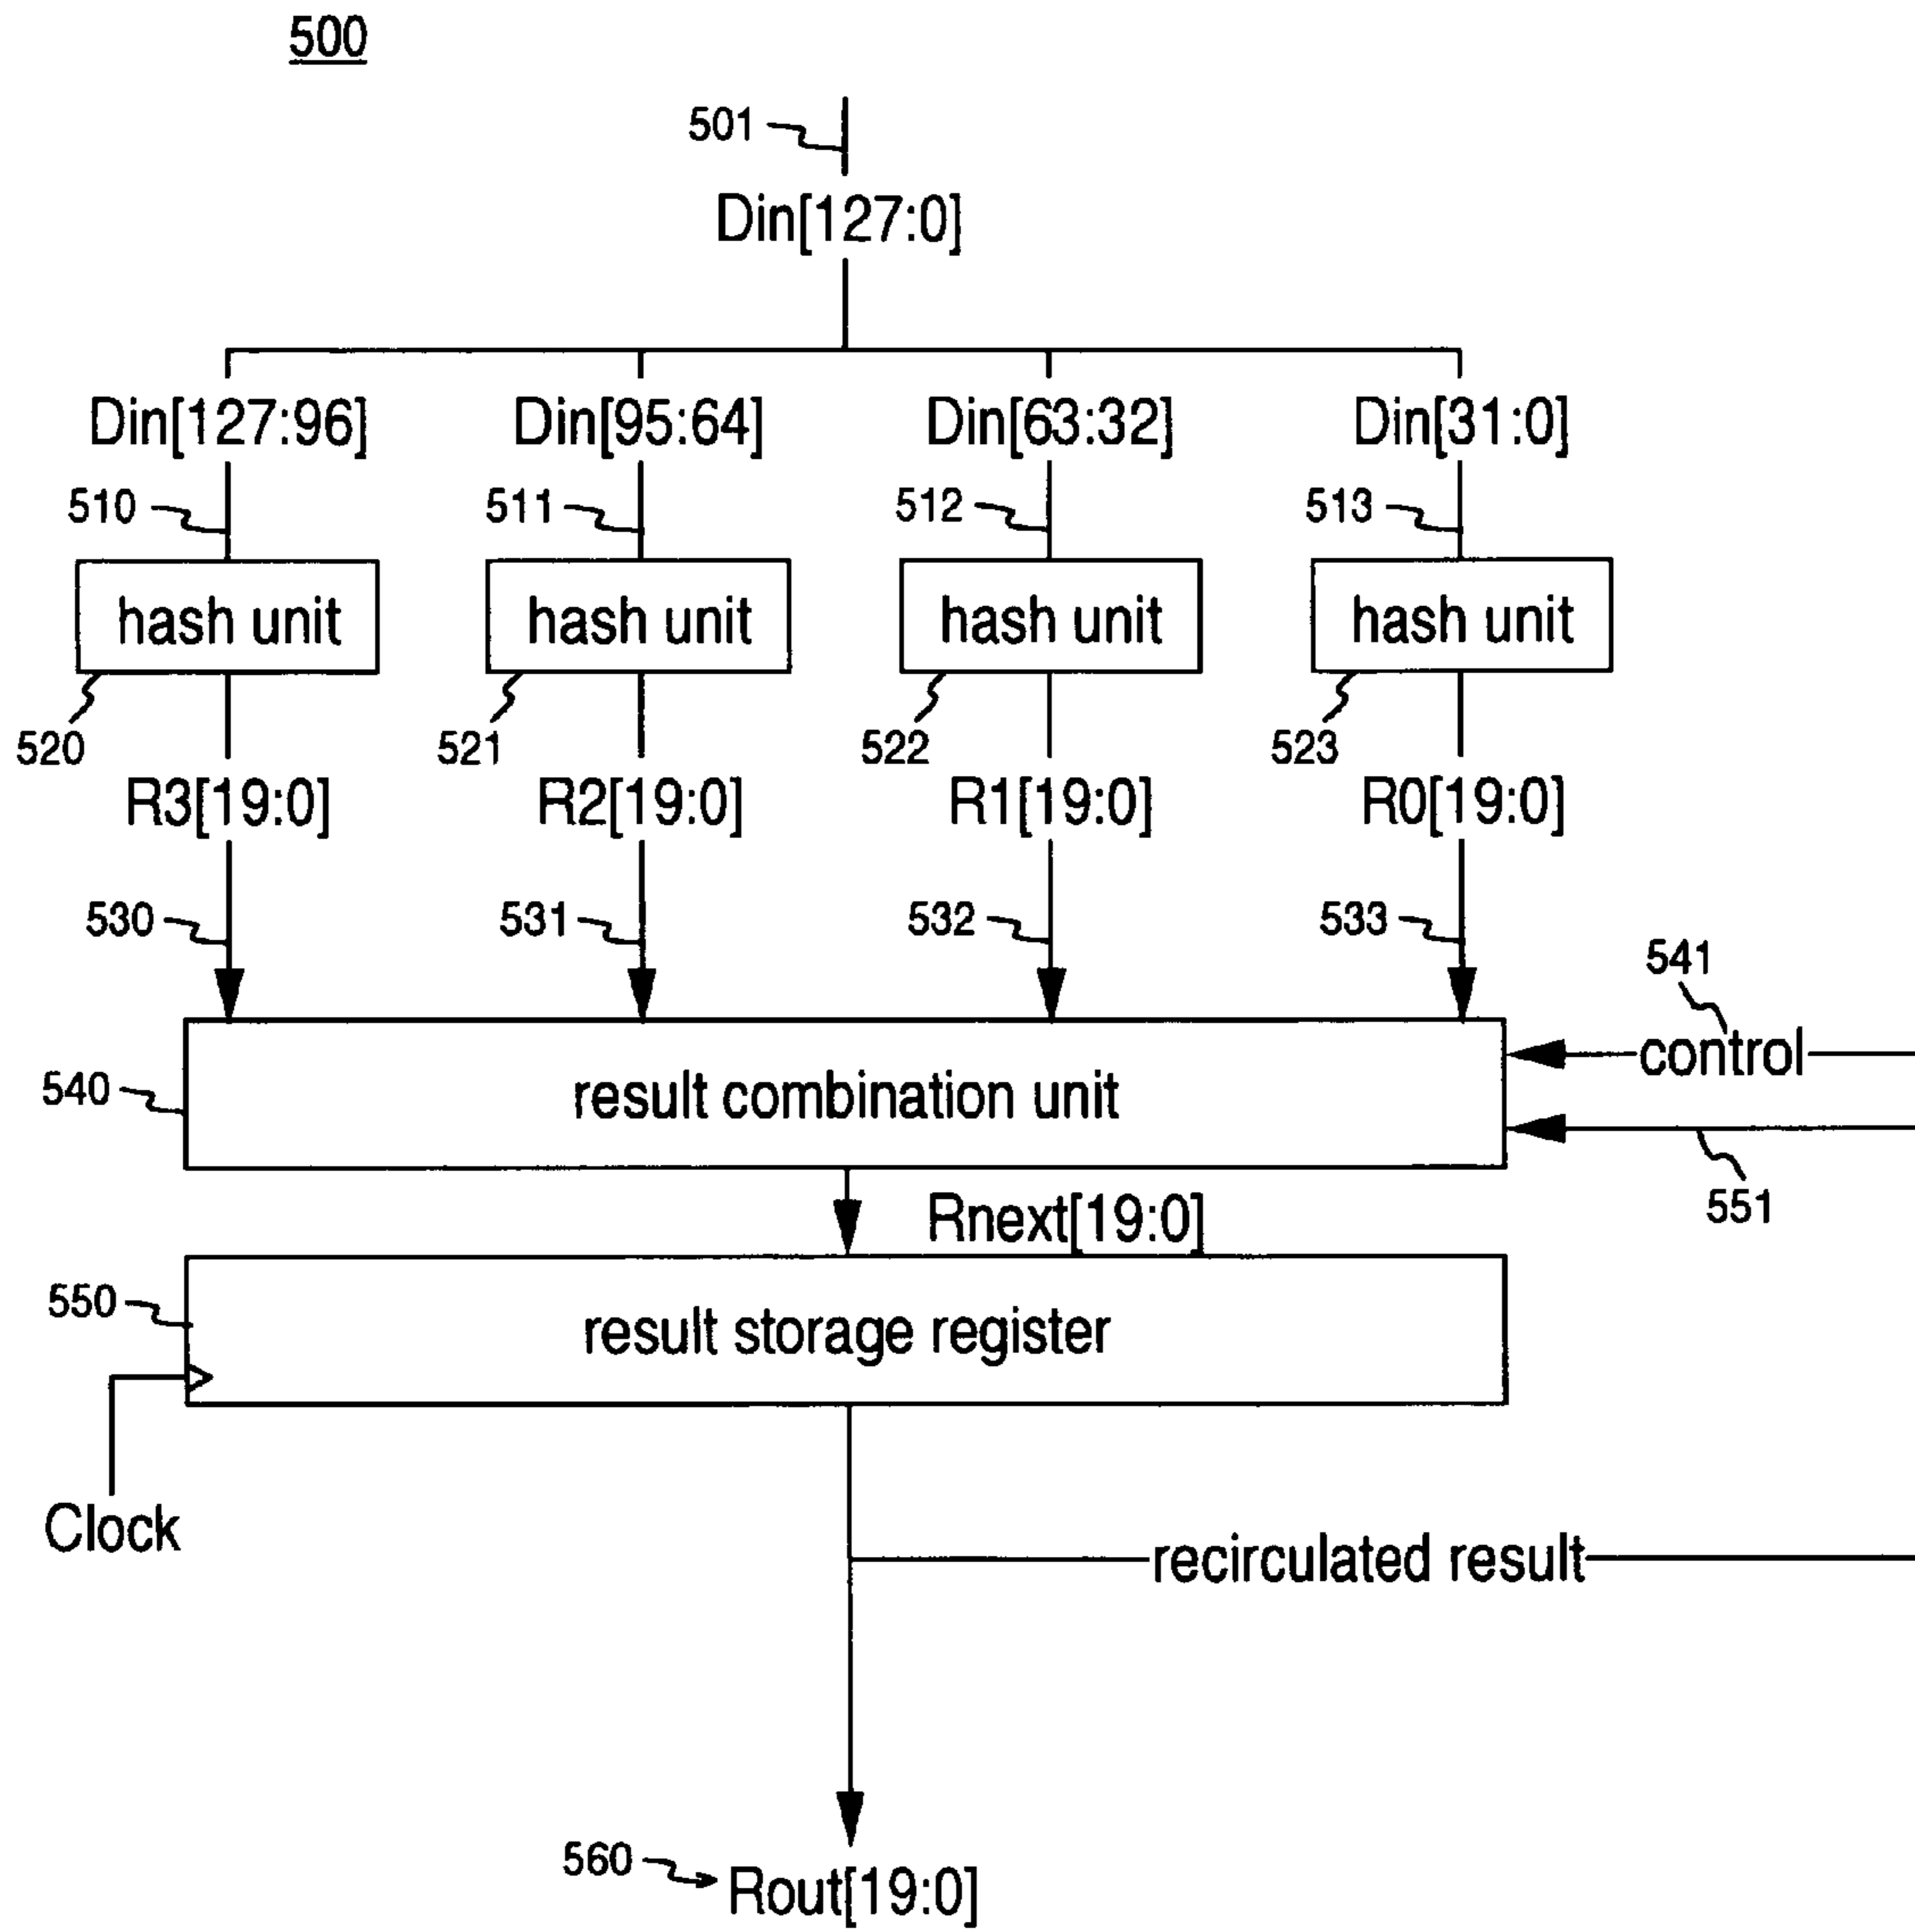 500
501
Din[127:0]
Din[127:96] Din[95:64] Din[63:32] Din[31:0]
510 511 512 513
hash unit hash unit hash unit hash unit
520 521 522 523
R3[19:0] R2[19:0] R1[19:0] R0[19:0]
530 531 532 533
541
control
540 result combination unit
551
Rnext[19:0]
550 result storage register
Clock
recirculated result
560 Rout[19:0]